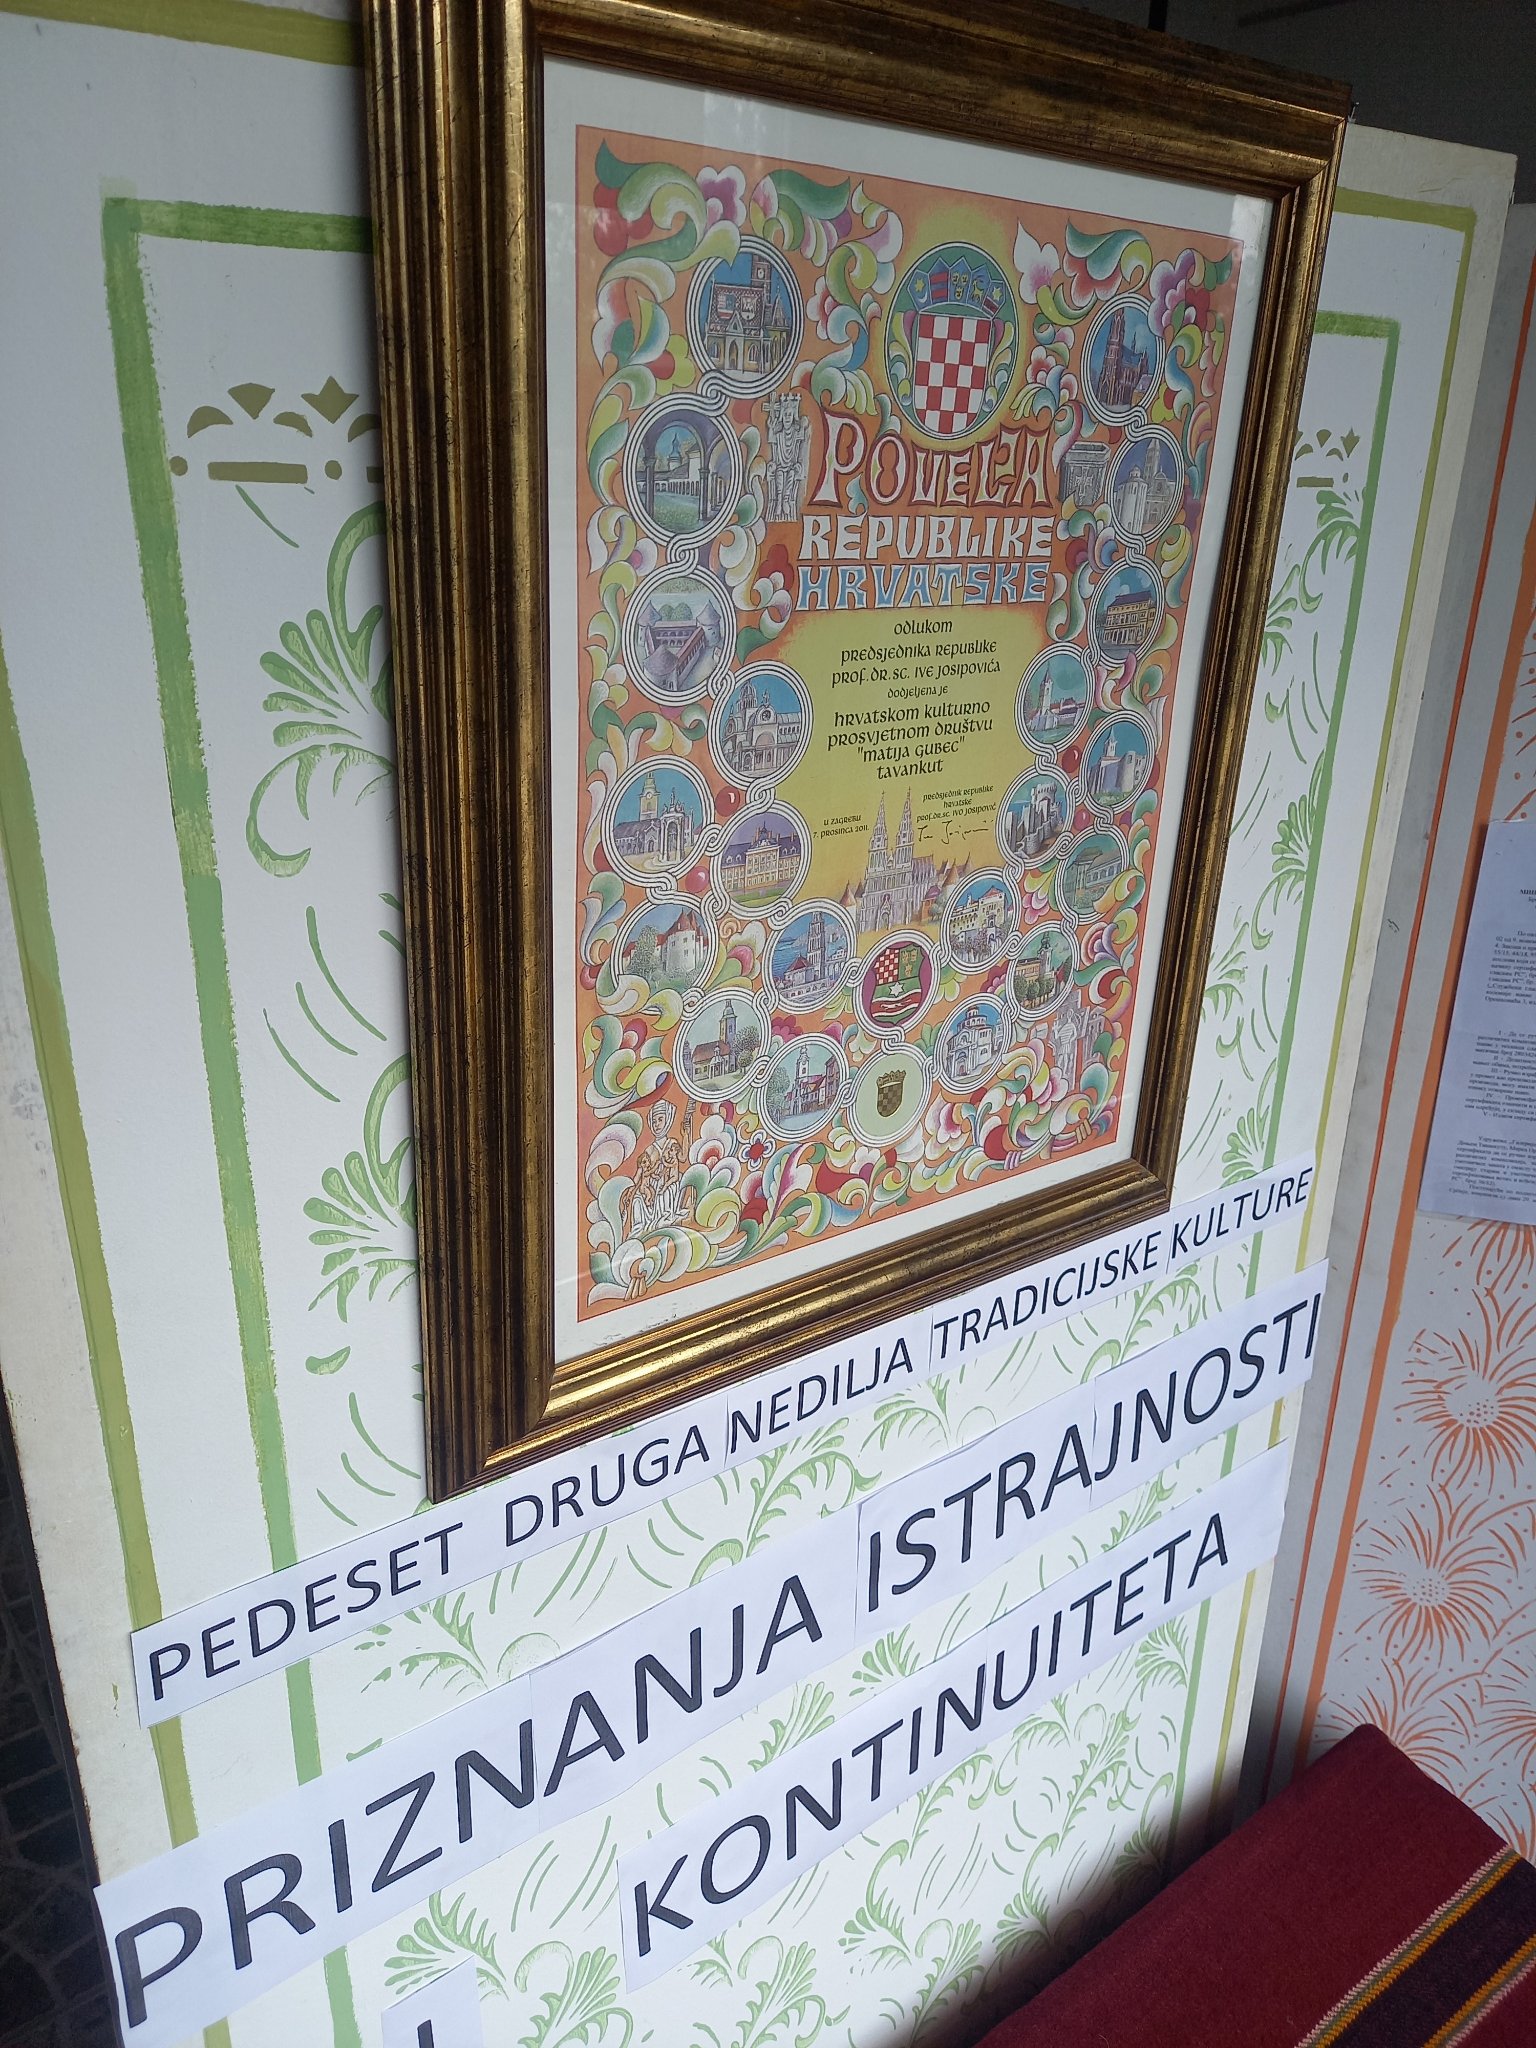 POVELJA
REPUBLIKE
HRVATSKE
odlukom
predsjednika republike
prof. dr. sc. ive josipovića
dodjeljena je
hrvatskom kulturno
prosvjetnom društvu
"matija gubec"
tavankut
u zagrebu
7. prosinca 2011.
predsjednik republike
hrvatske
prof. dr. sc. ivo josipović
PEDESET DRUGA NEDILJA TRADICIJSKE KULTURE
PRIZNANJA ISTRAJNOSTI
I KONTINUITETA